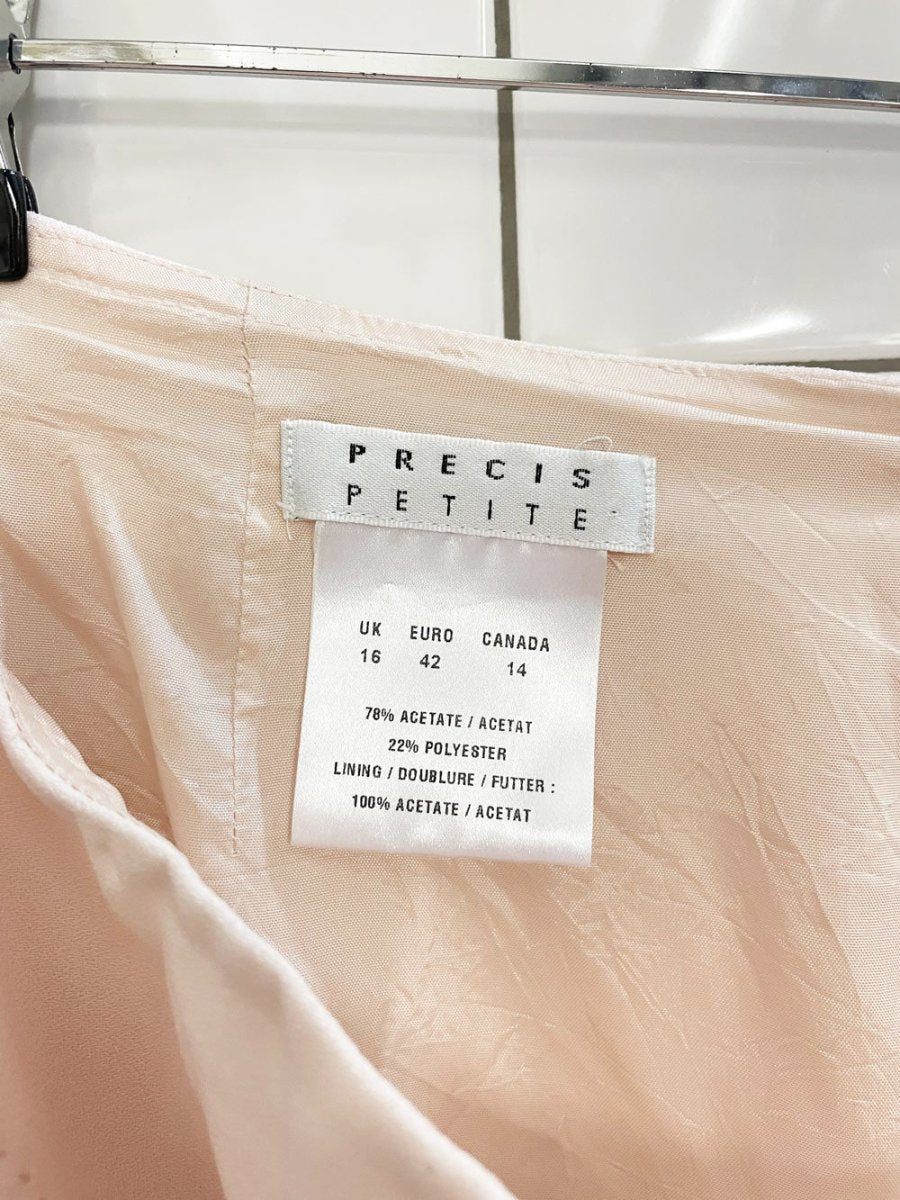 PRECIS
PETITE
UK EURO CANADA
16 42 14
78% ACETATE / ACETAT
22% POLYESTER
LINING / DOUBLURE / FUTTER :
100% ACETATE / ACETAT